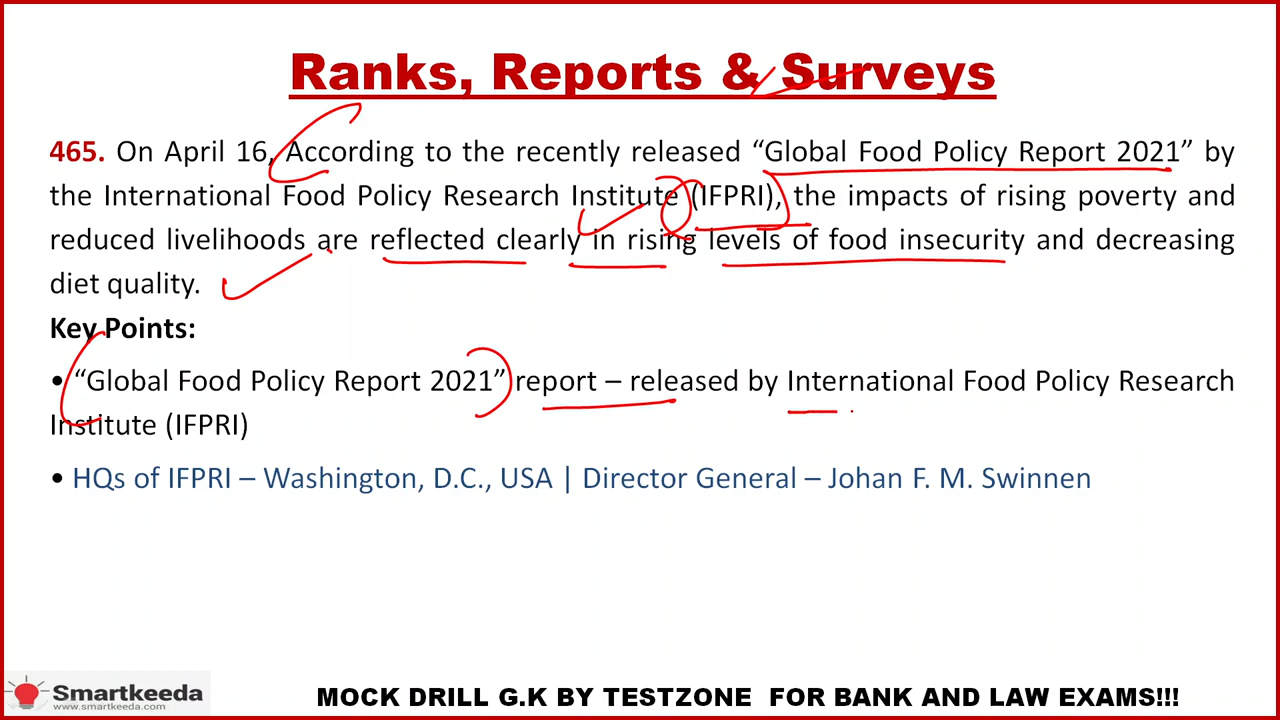 Ranks, Reports & Surveys
465. On April 16, According to the recently released “Global Food Policy Report 2021” by
the International Food Policy Research Institute (IFPRI), the impacts of rising poverty and
reduced livelihoods are reflected clearly in rising levels of food insecurity and decreasing
diet quality.
Key Points:
• “Global Food Policy Report 2021” report – released by International Food Policy Research
Institute (IFPRI)
• HQs of IFPRI – Washington, D.C., USA | Director General – Johan F. M. Swinnen
Smartkeeda
www.smartkeeda.com
MOCK DRILL G.K BY TESTZONE FOR BANK AND LAW EXAMS!!!